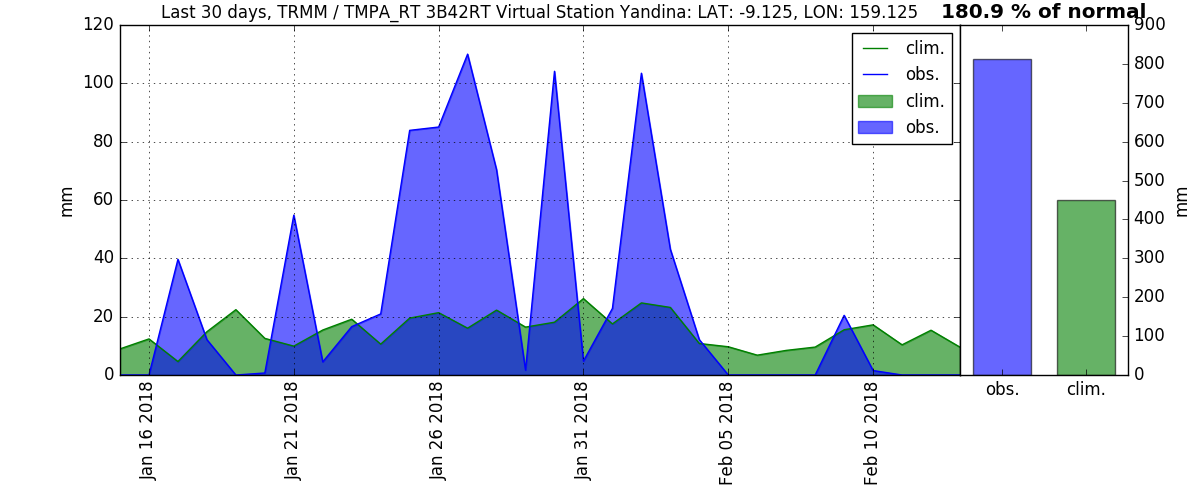 Last 30 days, TRMM / TMPA_RT 3B42RT Virtual Station Yandina: LAT: -9.125, LON: 159.125
180.9 % of normal
120
100
80
60
40
20
0
mm
clim.
obs.
clim.
obs.
Jan 16 2018
Jan 21 2018
Jan 26 2018
Jan 31 2018
Feb 05 2018
Feb 10 2018
900
800
700
600
500
400
300
200
100
0
mm
obs.
clim.